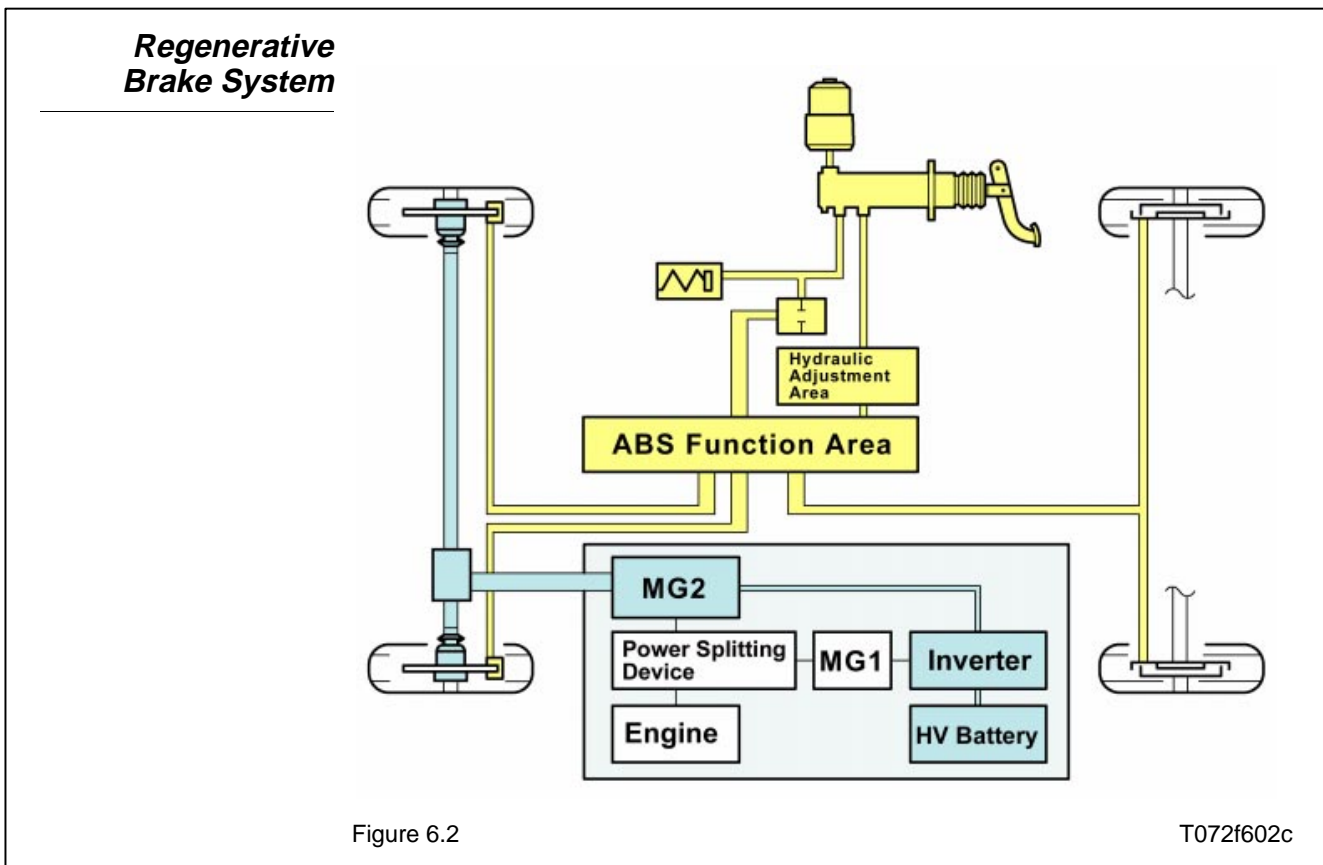 Regenerative
Brake System
Hydraulic
Adjustment
Area
ABS Function Area
MG2
Power Splitting
Device
MG1
Inverter
Engine
HV Battery
Figure 6.2
T072f602c